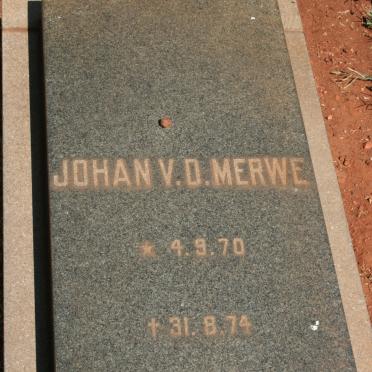 JOHAN V.D. MERWE
★ 4.9.70
✝ 31.8.74